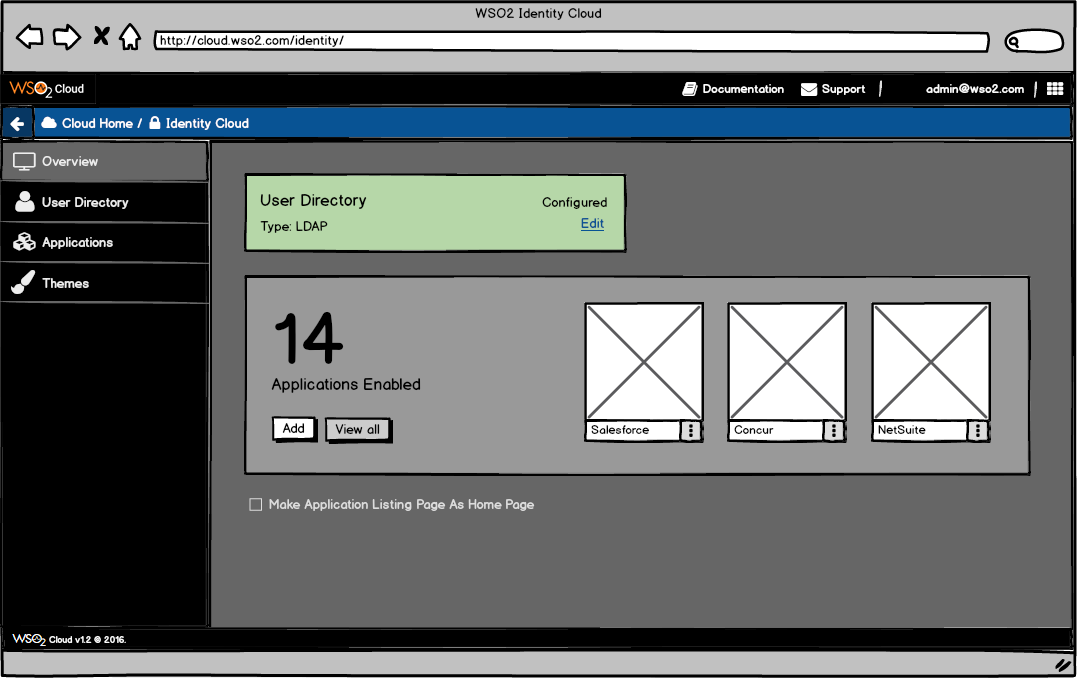 WSO2 Identity Cloud
http://cloud.wso2.com/identity/
WSO2 Cloud
Documentation
Support
admin@wso2.com
Cloud Home / Identity Cloud
Overview
User Directory
Applications
Themes
User Directory
Configured
Type: LDAP
Edit
14
Applications Enabled
Add
View all
Salesforce
Concur
NetSuite
Make Application Listing Page As Home Page
WSO2 Cloud v1.2 © 2016.